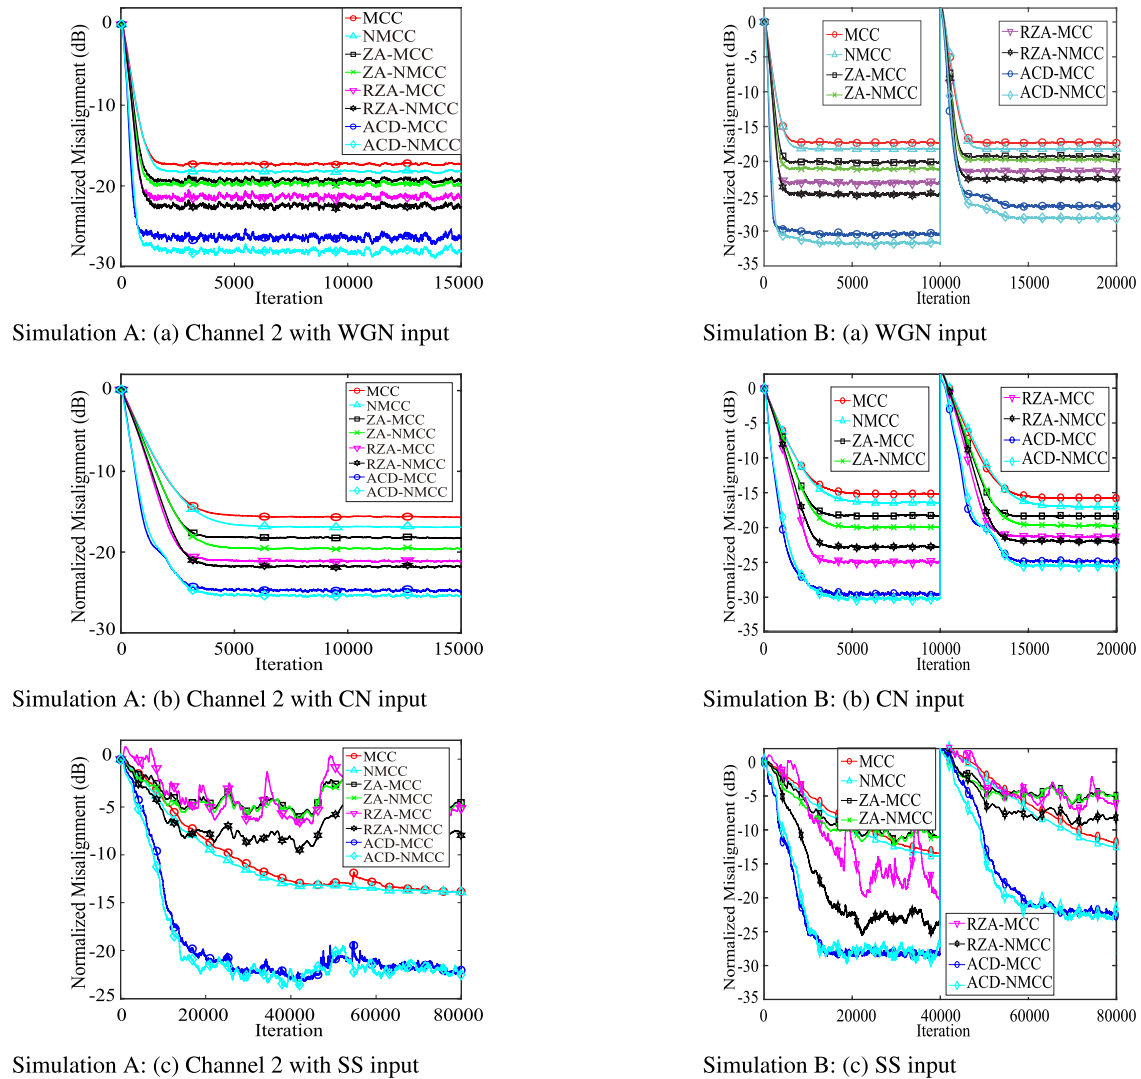 0
-10
-20
-30
Normalized Misalignment (dB)
MCC
NMCC
ZA-MCC
ZA-NMCC
RZA-MCC
RZA-NMCC
ACD-MCC
ACD-NMCC
0 5000 10000 15000
Iteration
Simulation A: (a) Channel 2 with WGN input
0
-5
-10
-15
-20
-25
-30
-35
Normalized Misalignment (dB)
MCC
NMCC
ZA-MCC
ZA-NMCC
RZA-MCC
RZA-NMCC
ACD-MCC
ACD-NMCC
0 5000 10000 15000 20000
Iteration
Simulation B: (a) WGN input
0
-10
-20
-30
Normalized Misalignment (dB)
MCC
NMCC
ZA-MCC
ZA-NMCC
RZA-MCC
RZA-NMCC
ACD-MCC
ACD-NMCC
0 5000 10000 15000
Iteration
Simulation A: (b) Channel 2 with CN input
0
-5
-10
-15
-20
-25
-30
-35
Normalized Misalignment (dB)
MCC
NMCC
ZA-MCC
ZA-NMCC
RZA-MCC
RZA-NMCC
ACD-MCC
ACD-NMCC
0 5000 10000 15000 20000
Iteration
Simulation B: (b) CN input
0
-5
-10
-15
-20
-25
Normalized Misalignment (dB)
MCC
NMCC
ZA-MCC
ZA-NMCC
RZA-MCC
RZA-NMCC
ACD-MCC
ACD-NMCC
0 20000 40000 60000 80000
Iteration
Simulation A: (c) Channel 2 with SS input
0
-5
-10
-15
-20
-25
-30
-35
Normalized Misalignment (dB)
MCC
NMCC
ZA-MCC
ZA-NMCC
RZA-MCC
RZA-NMCC
ACD-MCC
ACD-NMCC
0 20000 40000 60000 80000
Iteration
Simulation B: (c) SS input